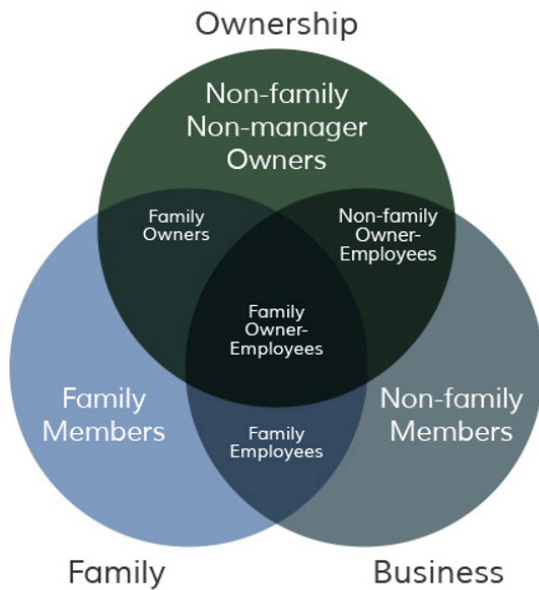 Ownership
Non-family
Non-manager
Owners
Family
Owners
Non-family
Owner-
Employees
Family
Owner-
Employees
Family
Members
Non-family
Members
Family
Employees
Family
Business